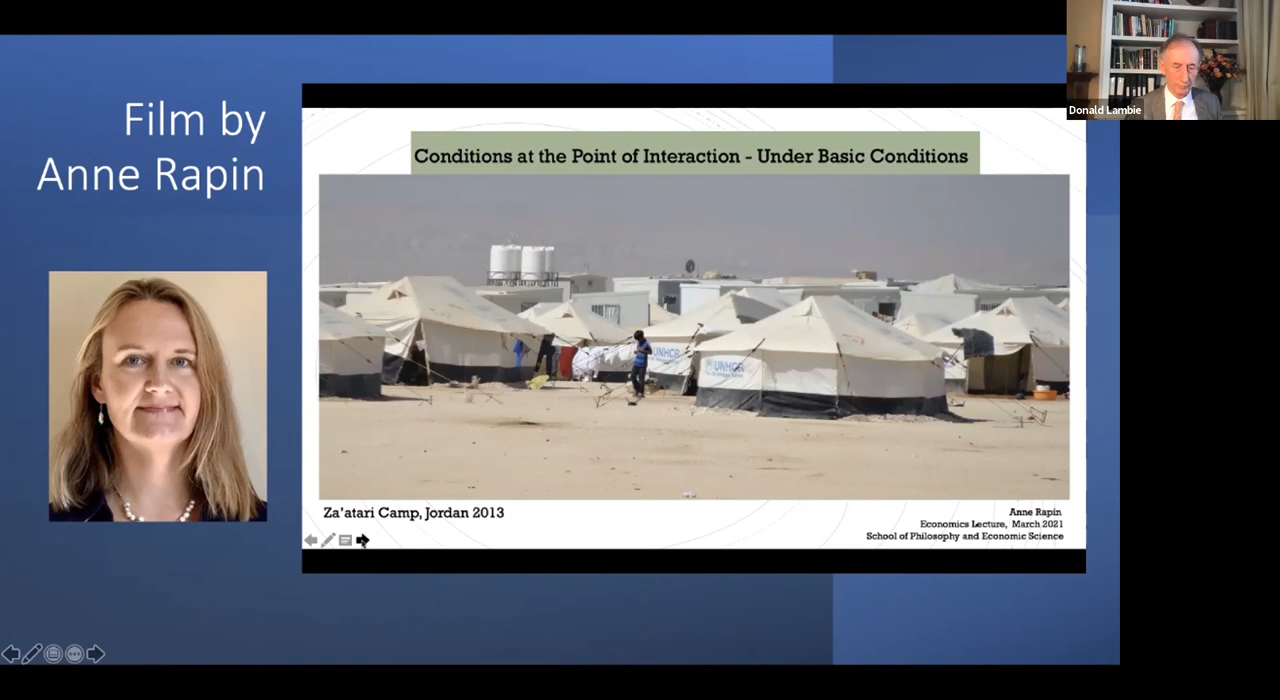 Film by
Anne Rapin
Donald Lambie
Conditions at the Point of Interaction - Under Basic Conditions
UNHCR
UNHCR
Za'atari Camp, Jordan 2013
Anne Rapin
Economics Lecture, March 2021
School of Philosophy and Economic Science